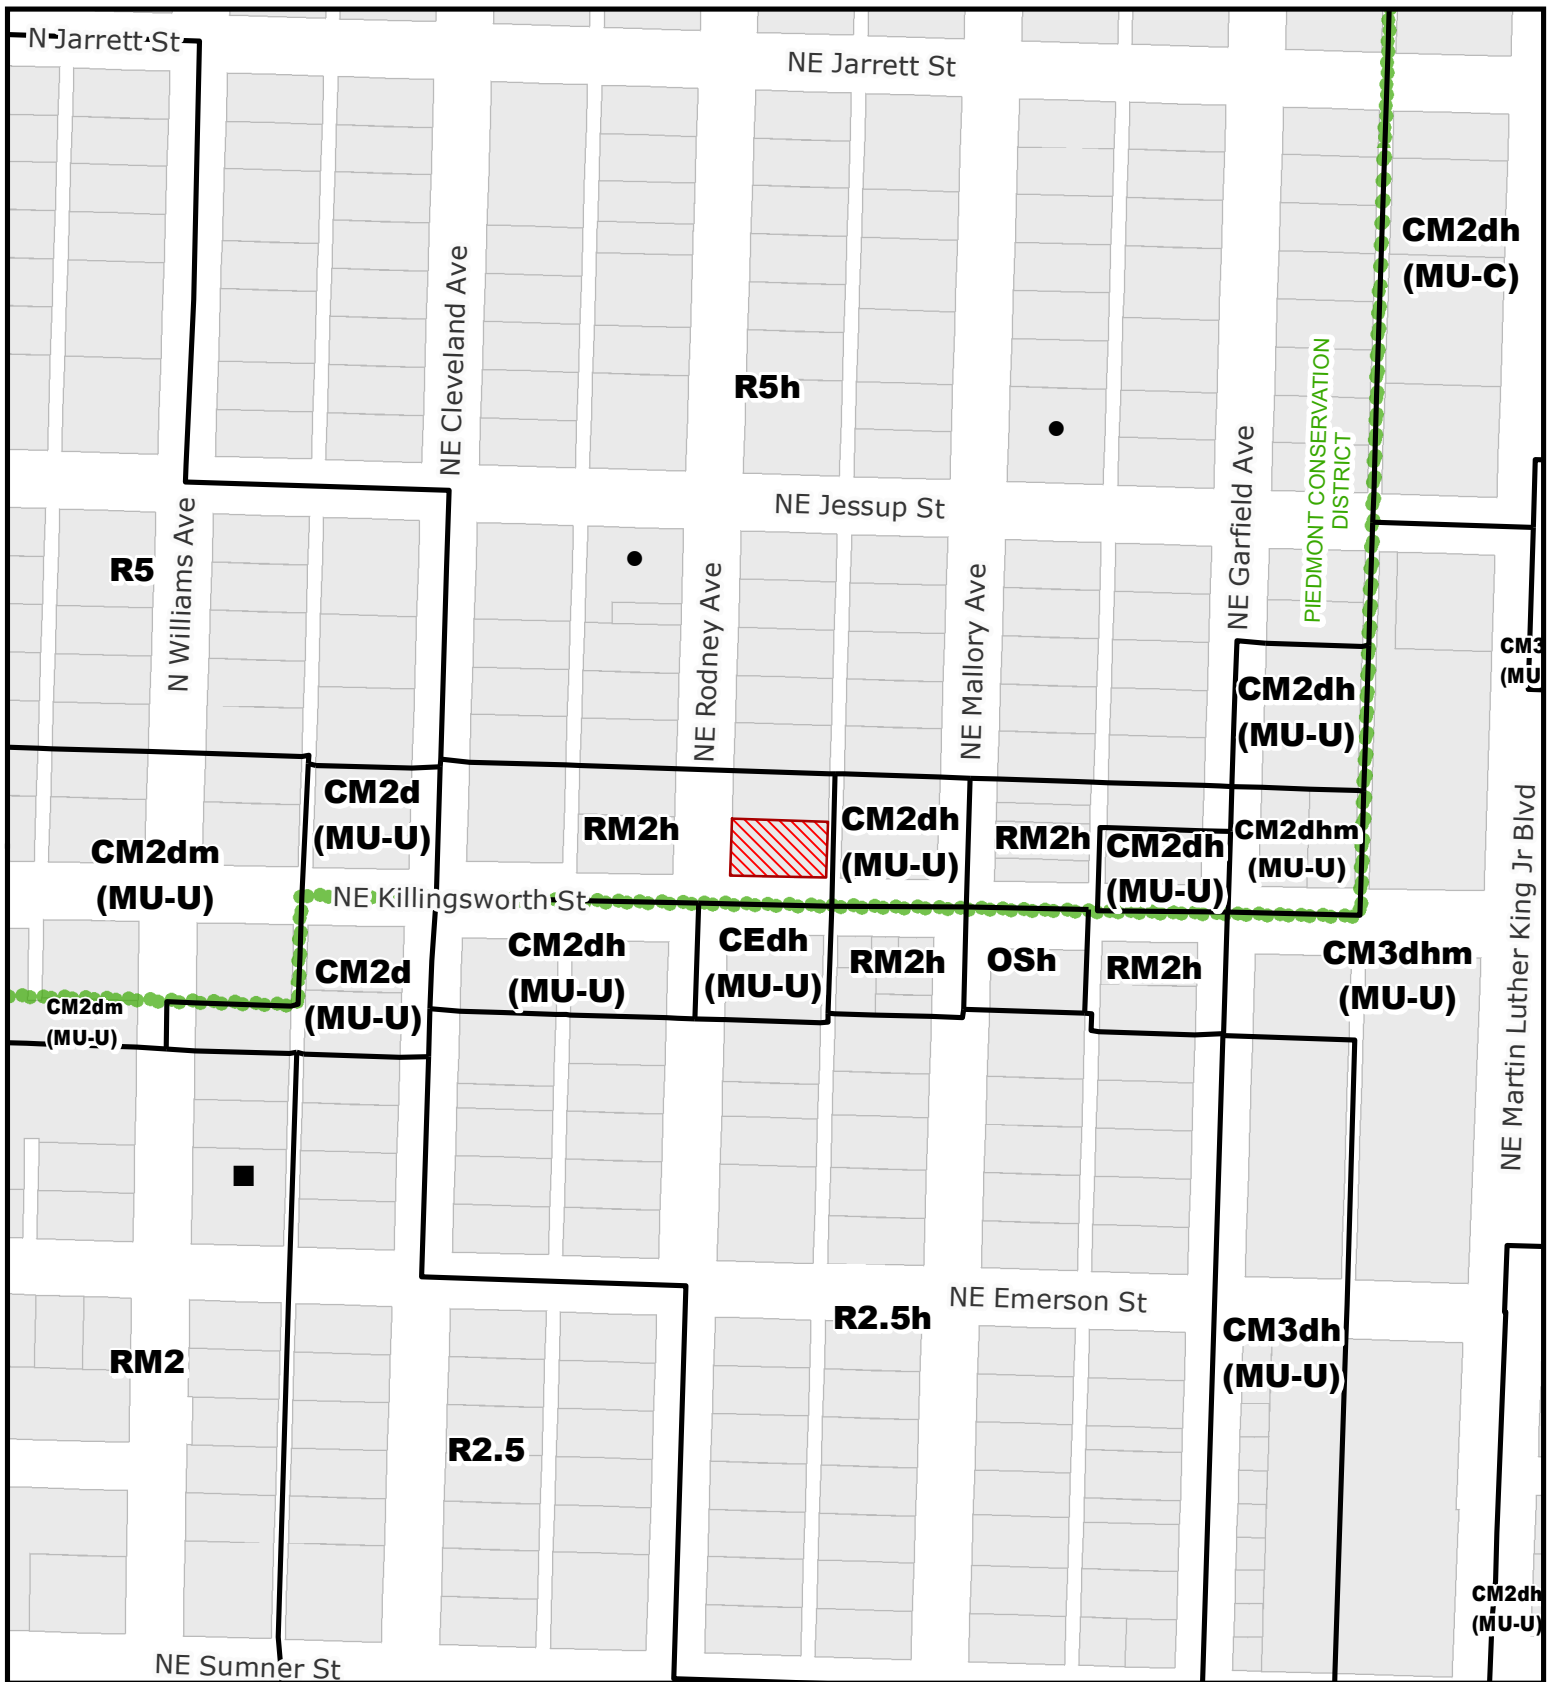 N Jarrett St
NE Jarrett St
CM2dh
(MU-C)
NE Cleveland Ave
R5h
PIEDMONT CONSERVATION
DISTRICT
NE Garfield Ave
NE Jessup St
N Williams Ave
R5
NE Rodney Ave
NE Mallory Ave
CM3
(MU
CM2dh
(MU-U)
CM2d
(MU-U)
CM2dm
(MU-U)
RM2h
CM2dh
(MU-U)
RM2h
CM2dh
(MU-U)
CM2dhm
(MU-U)
NE Martin Luther King Jr Blvd
NE Killingsworth St
CM2d
(MU-U)
CM2dh
(MU-U)
CEdh
(MU-U)
RM2h
OSh
RM2h
CM3dhm
(MU-U)
CM2dm
(MU-U)
NE Emerson St
R2.5h
CM3dh
(MU-U)
RM2
R2.5
CM2dh
(MU-U)
NE Sumner St